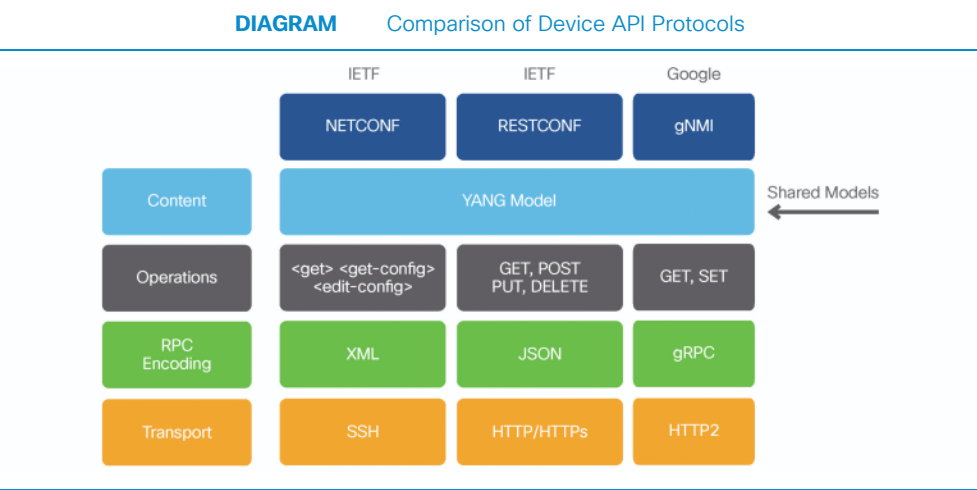 DIAGRAM Comparison of Device API Protocols
IETF IETF Google
NETCONF RESTCONF gNMI
Content YANG Model Shared Models
Operations
<get> <get-config>
<edit-config>
GET, POST
PUT, DELETE
GET, SET
RPC
Encoding
XML JSON gRPC
Transport SSH HTTP/HTTPs HTTP2